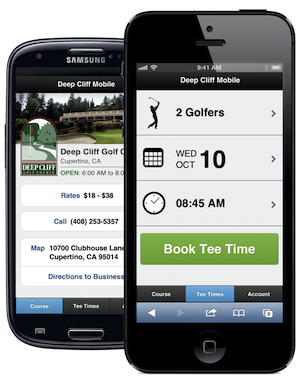 SAMSUNG
Deep Cliff Mobile
DEEP CLIFF
GOLF COURSE
Deep Cliff Golf C
Cupertino, CA
OPEN: 6:00 AM to 8:0
Rates $18 - $38
Call (408) 253-5357
Map 10700 Clubhouse Lane
Cupertino, CA 95014
Directions to Business
Course Tee Times A
9:41 AM
Deep Cliff Mobile
2 Golfers
WED
OCT
10
08:45 AM
Book Tee Time
Course Tee Times Account